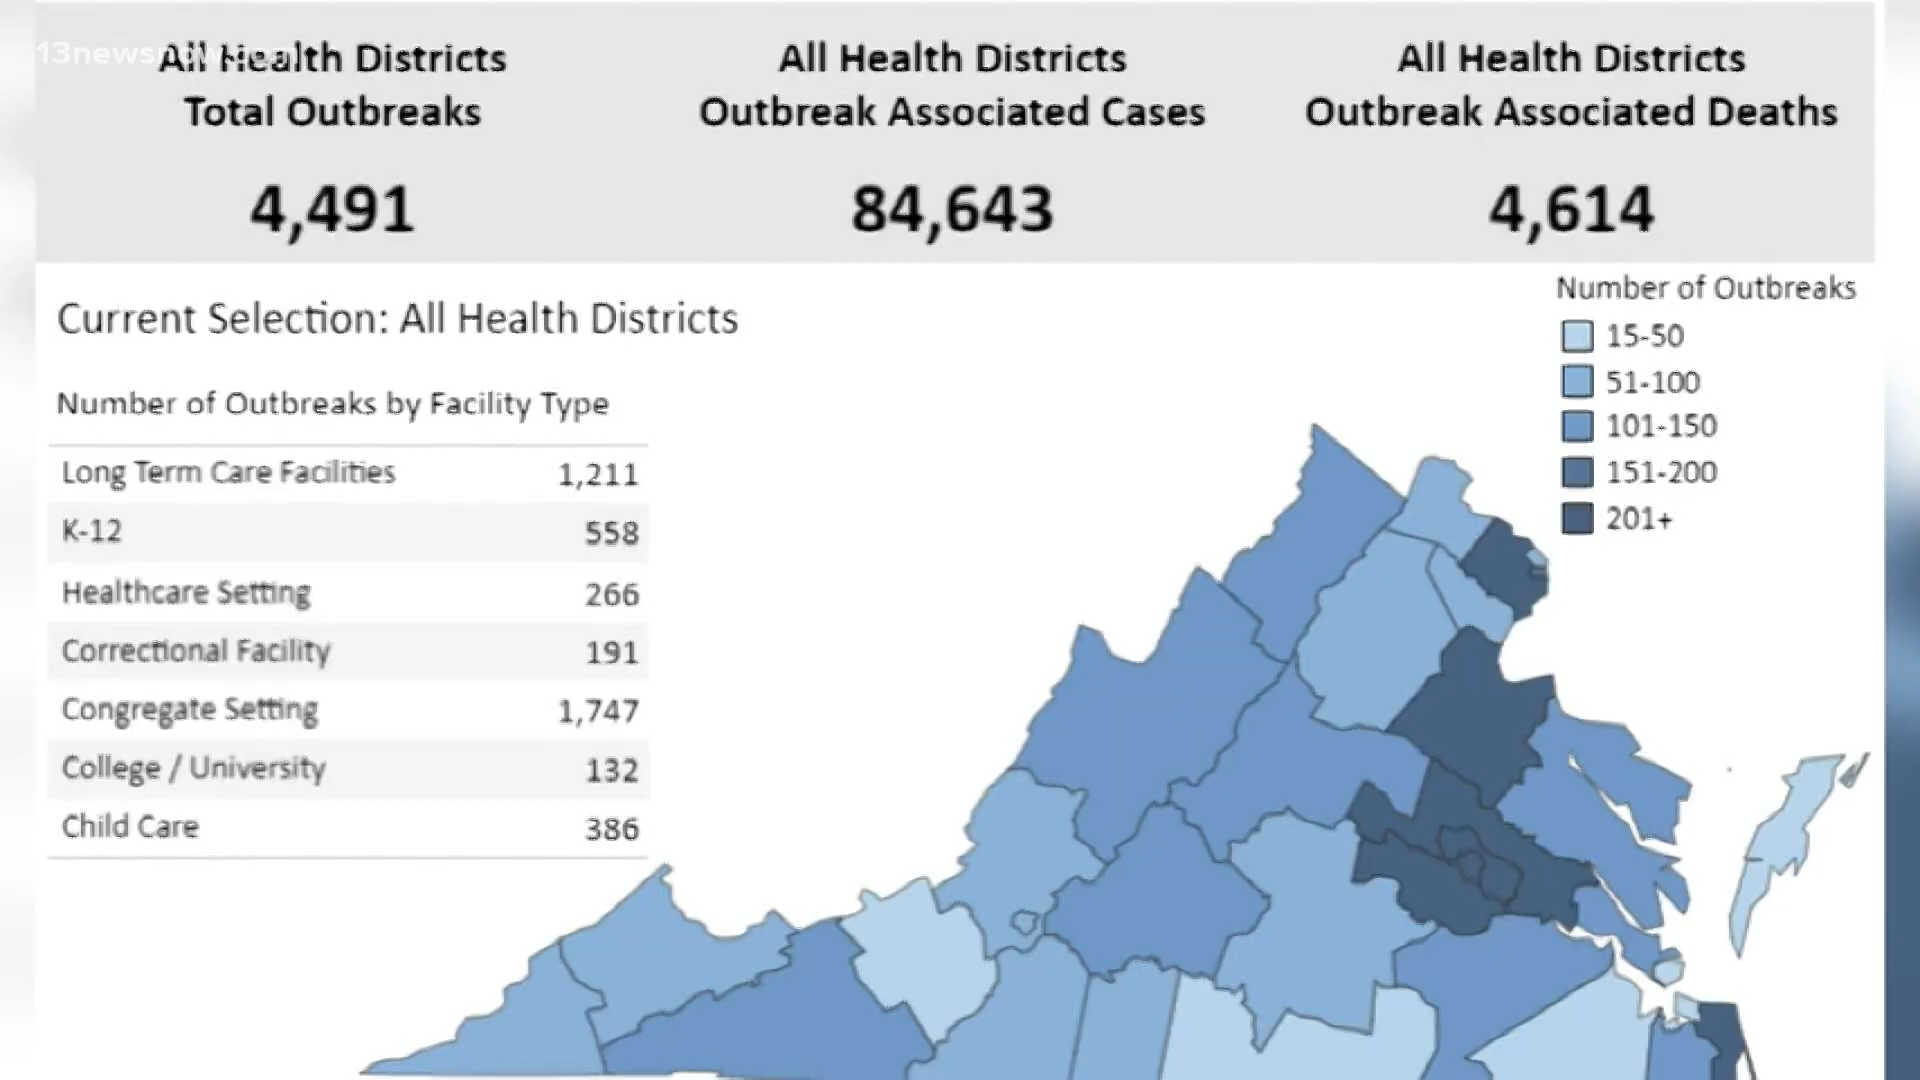 13newsnow.com
All Health Districts
Total Outbreaks
4,491
All Health Districts
Outbreak Associated Cases
84,643
All Health Districts
Outbreak Associated Deaths
4,614
Current Selection: All Health Districts
Number of Outbreaks by Facility Type
Long Term Care Facilities 1,211
K-12 558
Healthcare Setting 266
Correctional Facility 191
Congregate Setting 1,747
College / University 132
Child Care 386
Number of Outbreaks
15-50
51-100
101-150
151-200
201+